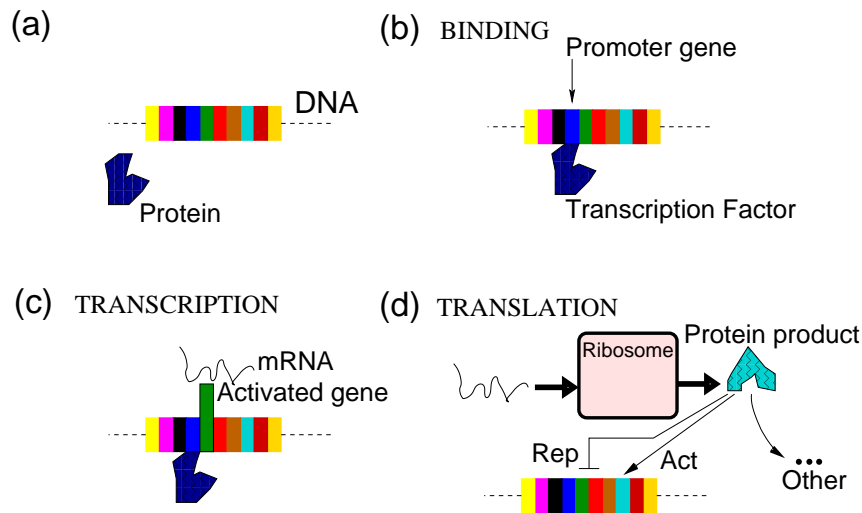 (a)
DNA
Protein
(b) BINDING
Promoter gene
Transcription Factor
(c) TRANSCRIPTION
mRNA
Activated gene
(d) TRANSLATION
Protein product
Ribosome
Rep
Act
...
Other